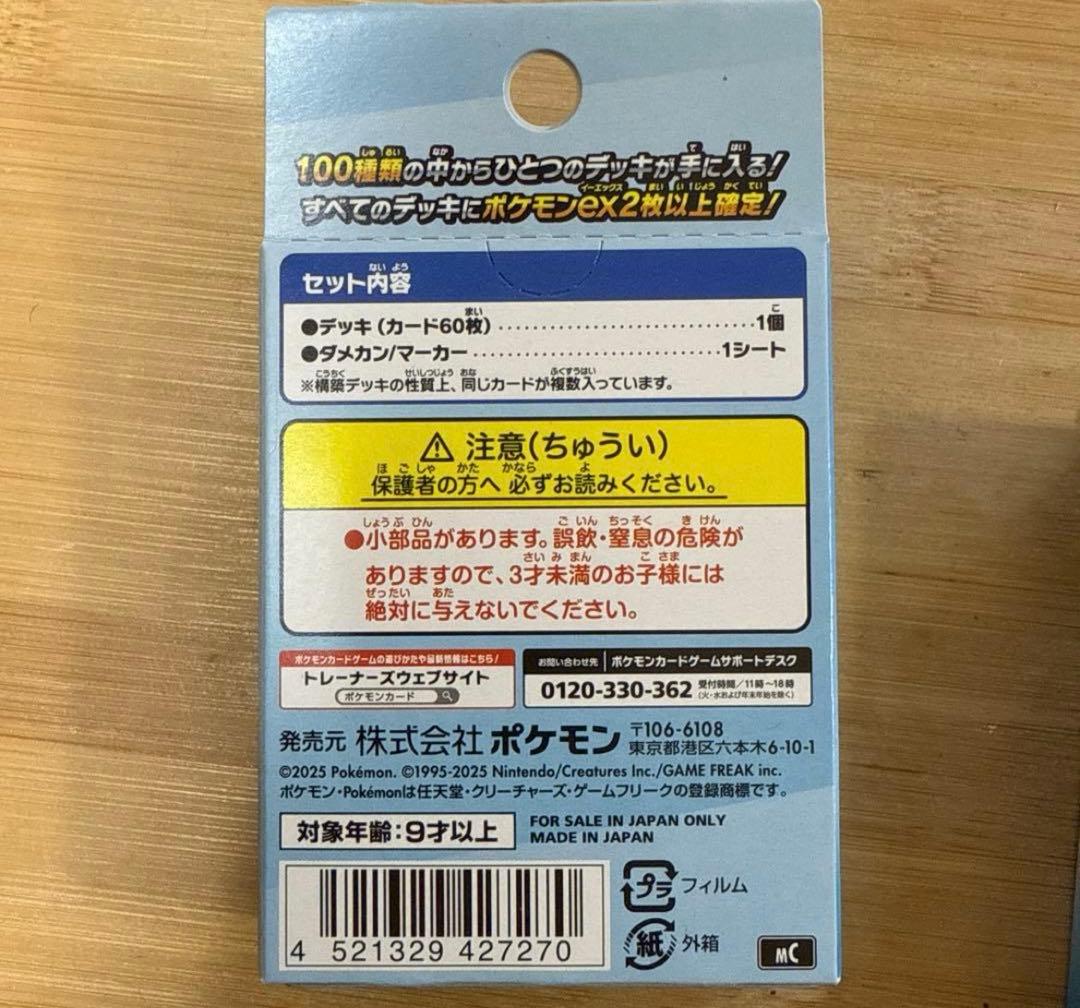 100種類の中からひとつのデッキが手に入る!
すべてのデッキにポケモンex2枚以上確定!
セット内容
●デッキ(カード60枚)..............................1個
●ダメカン/マーカー..............................1シート
※構築デッキの性質上、同じカードが複数入っています。
⚠ 注意(ちゅうい)
保護者の方へ 必ずお読みください。
●小部品があります。誤飲・窒息の危険が
ありますので、3才未満のお子様には
絶対に与えないでください。
ポケモンカードゲームの遊びかたや最新情報はこちら!
トレーナーズウェブサイト
ポケモンカード
お問い合わせ先 ポケモンカードゲームサポートデスク
0120-330-362 受付時間/11時~18時
(火・水および年末年始を除く)
発売元 株式会社 ポケモン 〒106-6108
東京都港区六本木6-10-1
©2025 Pokémon. ©1995-2025 Nintendo/Creatures Inc./GAME FREAK inc.
ポケモン・Pokémonは任天堂・クリーチャーズ・ゲームフリークの登録商標です。
対象年齢:9才以上
FOR SALE IN JAPAN ONLY
MADE IN JAPAN
4 521329 427270
プラ フィルム
紙 外箱
MC